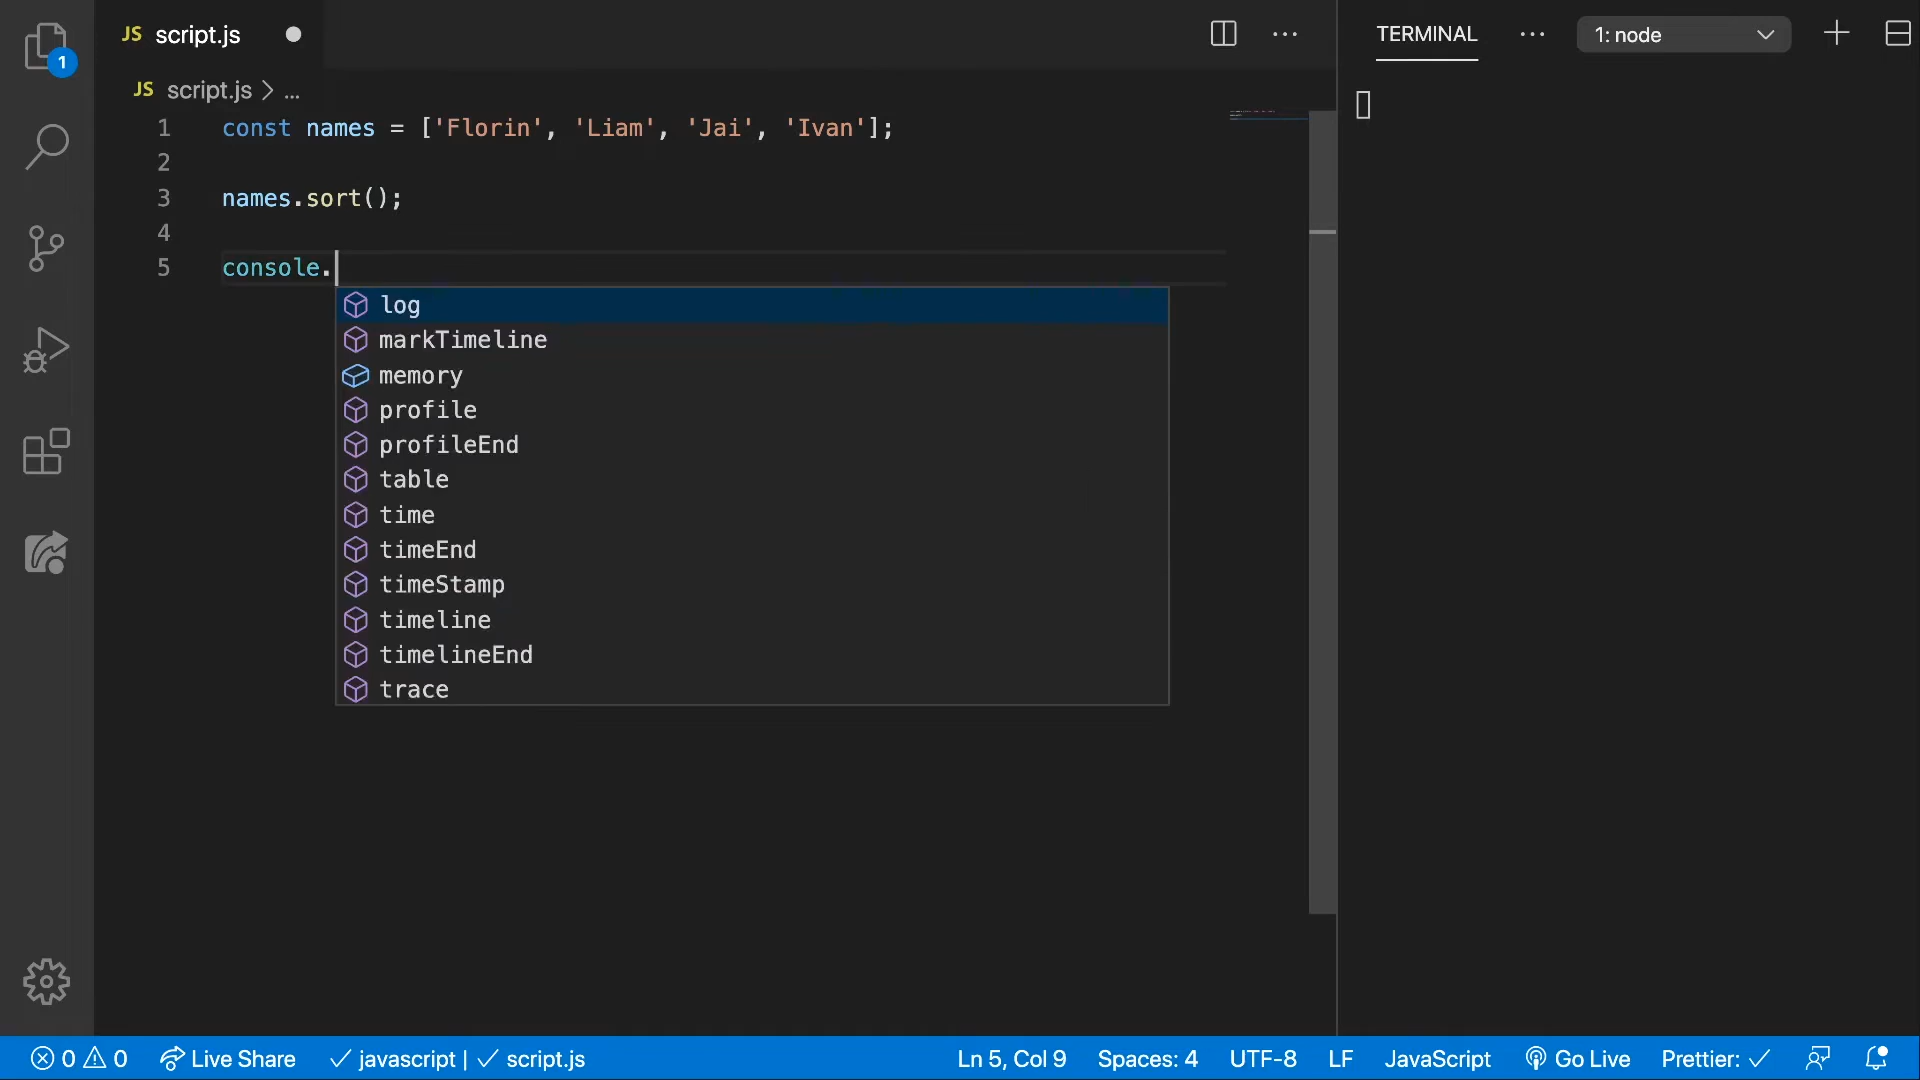 JS script.js
TERMINAL
1: node
1
JS script.js > ...
1 const names = ['Florin', 'Liam', 'Jai', 'Ivan'];
2
3 names.sort();
4
5 console.
log
markTimeline
memory
profile
profileEnd
table
time
timeEnd
timeStamp
timeline
timelineEnd
trace
0 0 Live Share javascript | script.js Ln 5, Col 9 Spaces: 4 UTF-8 LF JavaScript Go Live Prettier: